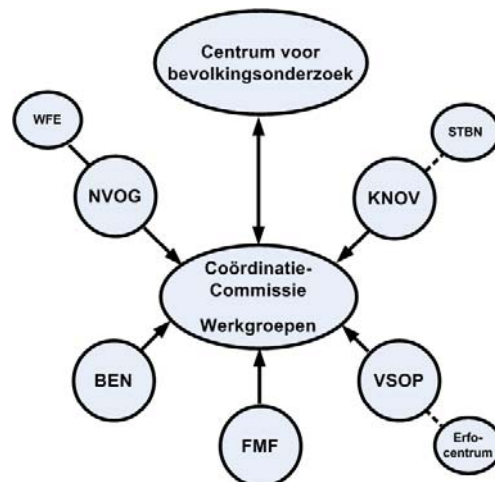 Centrum voor
bevolkingsonderzoek
WFE
STBN
NVOG
KNOV
Coördinatie-
Commissie
Werkgroepen
BEN
VSOP
FMF
Erfo-
centrum